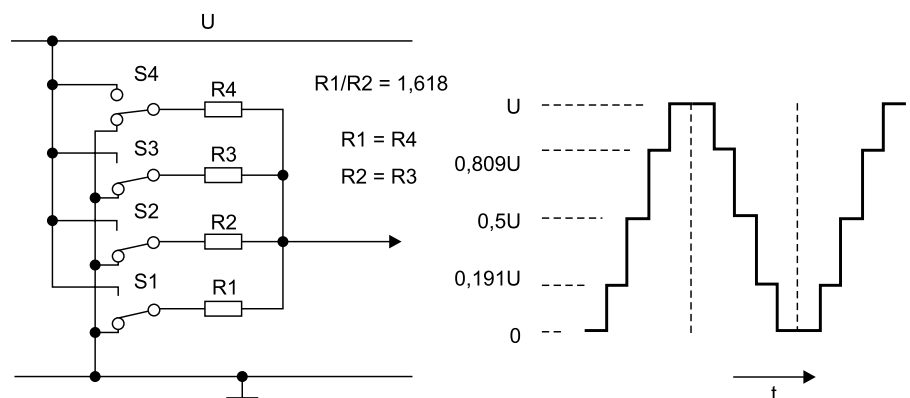 U
S4
R4
R1/R2 = 1,618
S3
R3
R1 = R4
R2 = R3
S2
R2
S1
R1
U
0,809U
0,5U
0,191U
0
t